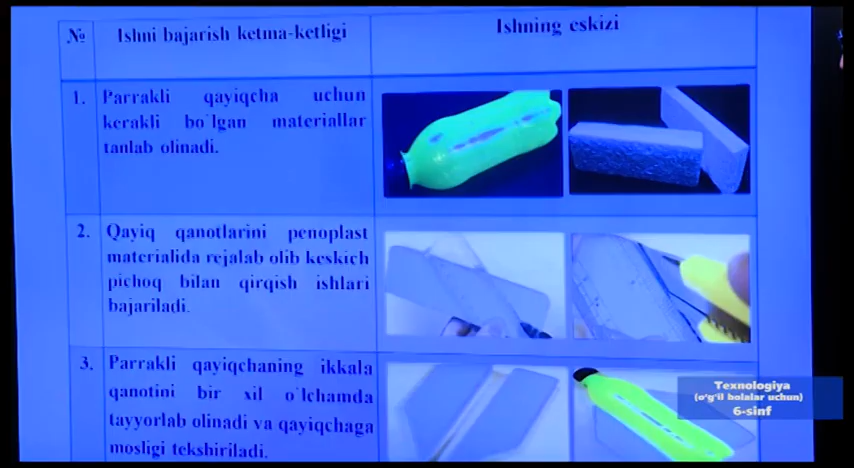 №
Ishni bajarish ketma-ketligi
Ishning eskizi
1.
Parrakli qayiqcha uchun
kerakli bo'lgan materiallar
tanlab olinadi.
2.
Qayiq qanotlarini penoplast
materialida rejalab olib keskich
pichoq bilan qirqish ishlari
bajariladi.
3.
Parrakli qayiqchaning ikkala
qanotini bir xil o'lchamda
tayyorlab olinadi va qayiqchaga
mosligi tekshiriladi.
Texnologiya
(o'g'il bolalar uchun)
6-sinf